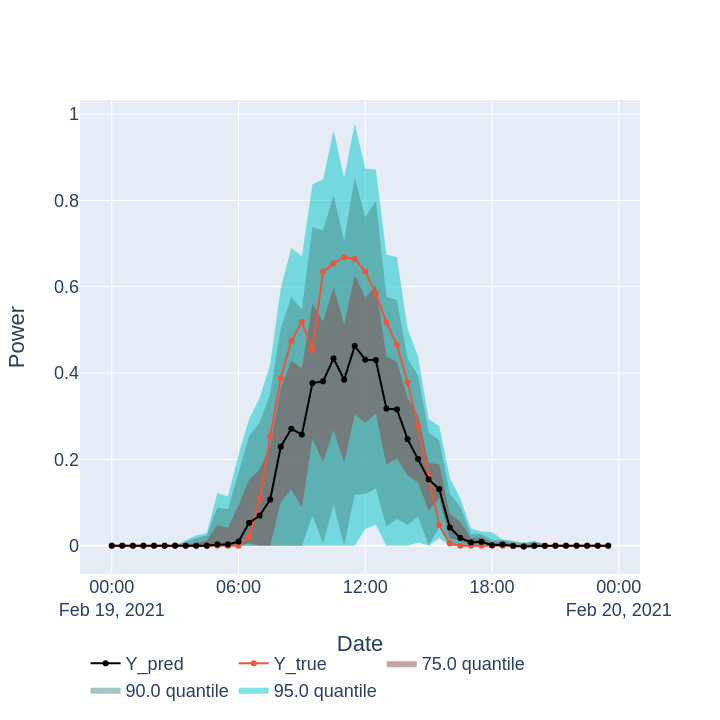 1
0.8
0.6
0.4
0.2
0
Power
00:00 06:00 12:00 18:00 00:00
Feb 19, 2021 Feb 20, 2021
Date
Y_pred Y_true 75.0 quantile
90.0 quantile 95.0 quantile